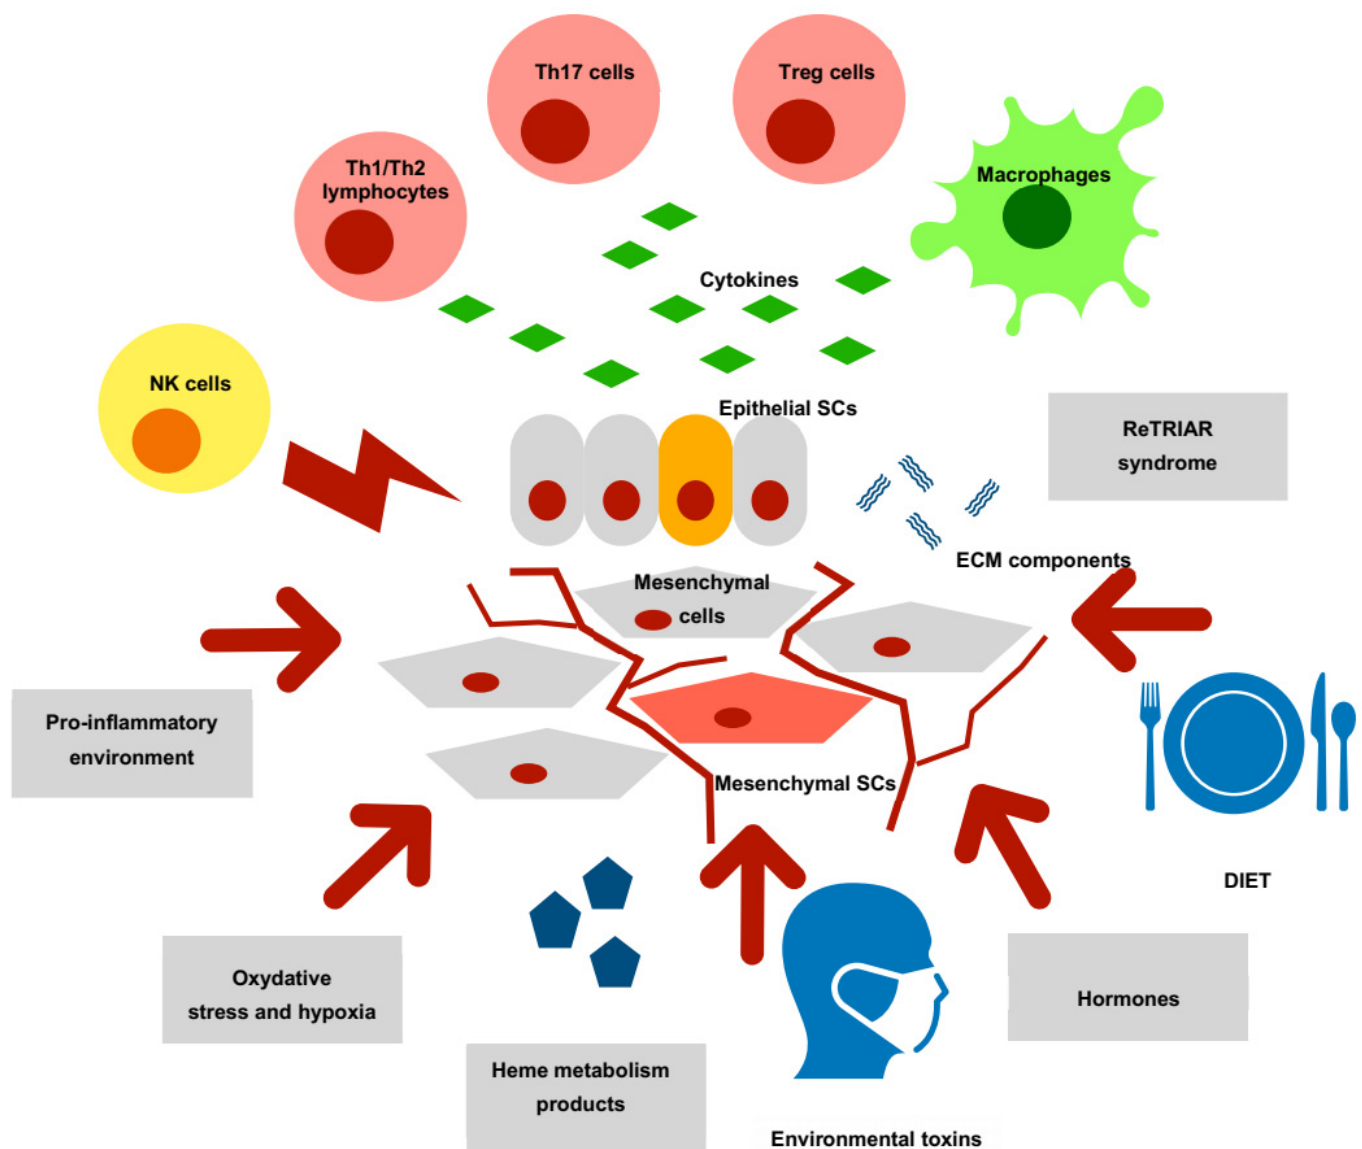 Th17 cells
Treg cells
Th1/Th2
lymphocytes
Macrophages
Cytokines
NK cells
Epithelial SCs
ReTRIAR
syndrome
ECM components
Mesenchymal
cells
Pro-inflammatory
environment
Mesenchymal SCs
DIET
Oxydative
stress and hypoxia
Hormones
Heme metabolism
products
Environmental toxins